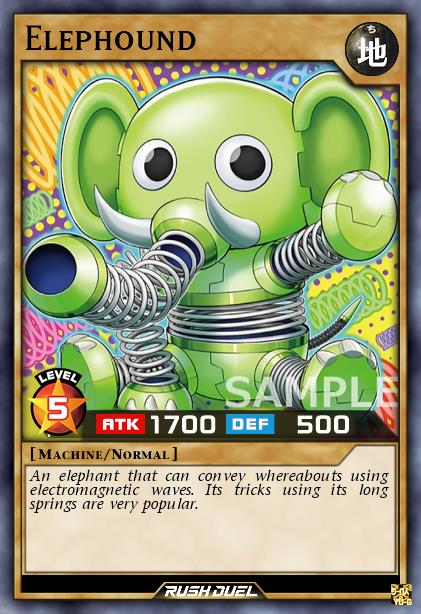 ELEPHOUND
ち
地
SAMPLE
LEVEL
5
ATK 1700 DEF 500
[MACHINE/NORMAL]
An elephant that can convey whereabouts using
electromagnetic waves. Its tricks using its long
springs are very popular.
RUSH DUEL